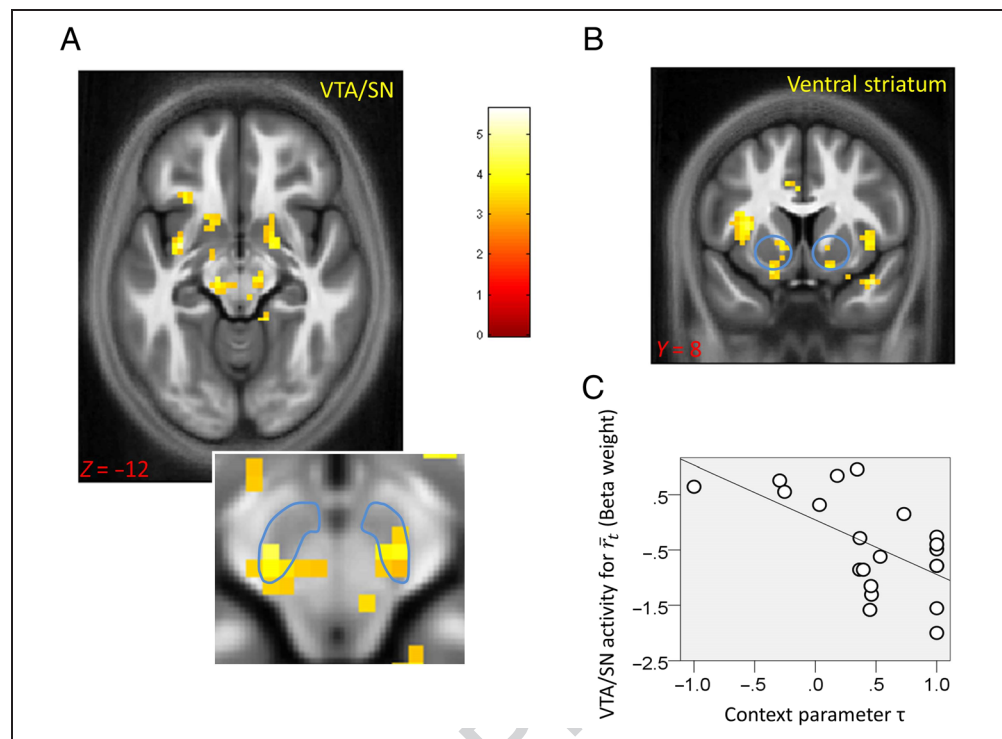 A
VTA/SN
Z = –12
5
4
3
2
1
0
B
Ventral striatum
Y = 8
C
VTA/SN activity for r̄t (Beta weight)
.5
-.5
-1.5
-2.5
-1.0
-.5
.0
.5
1.0
Context parameter τ